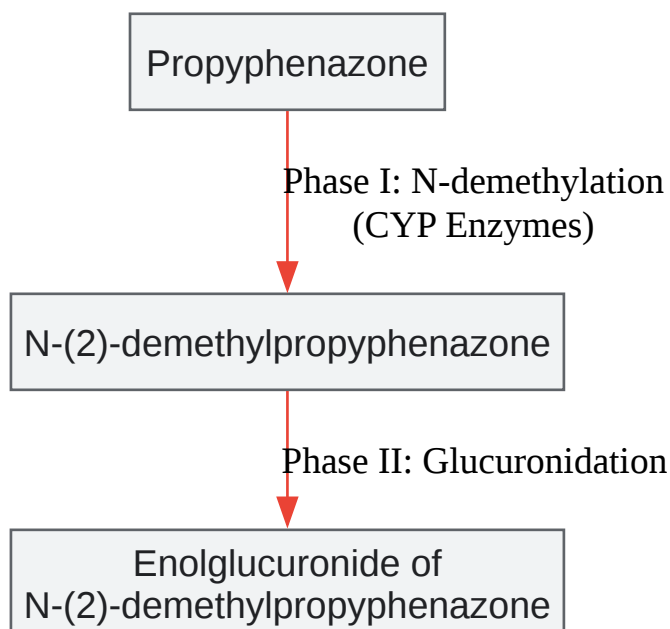 Propyphenazone
Phase I: N-demethylation
(CYP Enzymes)
N-(2)-demethylpropyphenazone
Phase II: Glucuronidation
Enolglucuronide of
N-(2)-demethylpropyphenazone